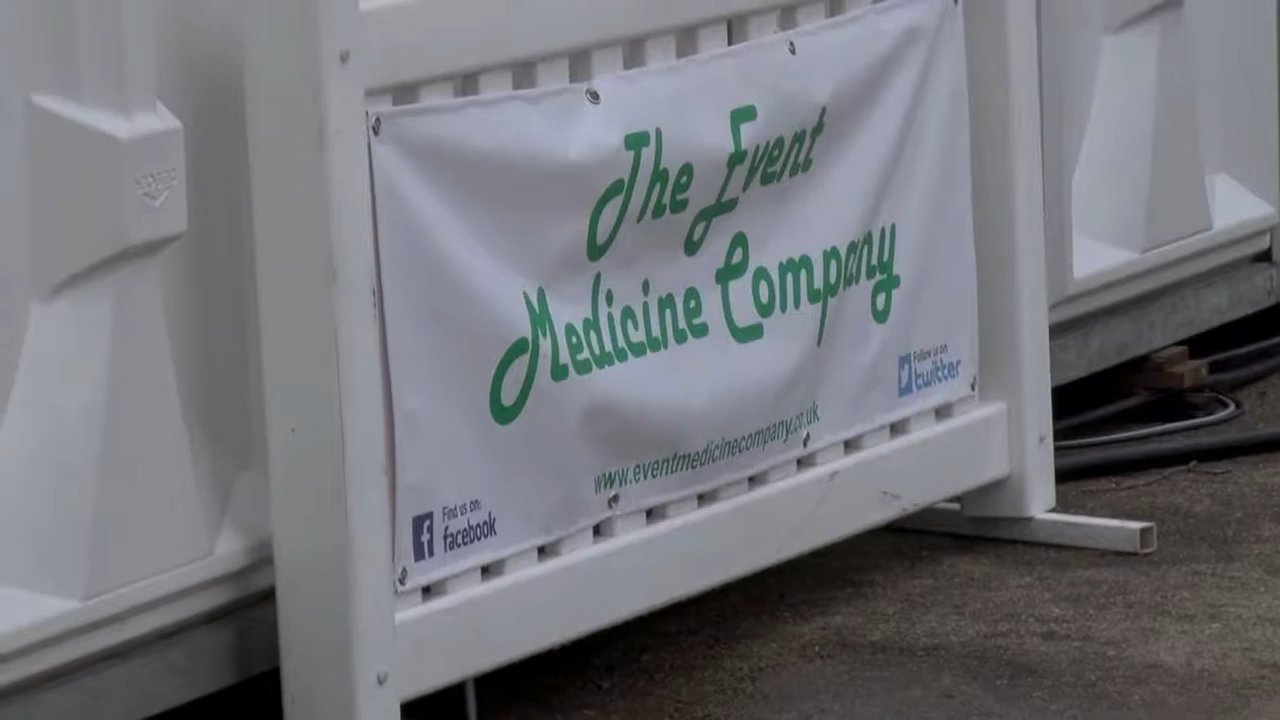 The Event
Medicine Company
www.eventmedicinecompany.co.uk
Find us on:
facebook
Follow us on
twitter